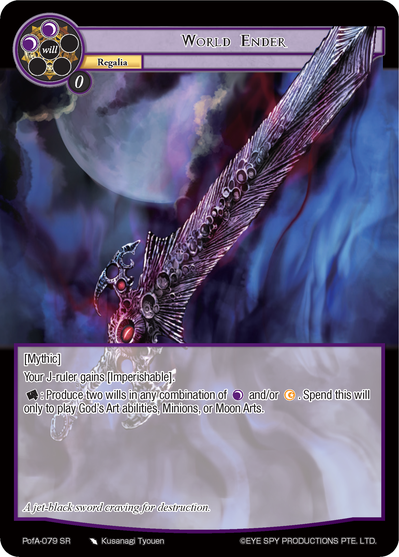 World Ender
will
Regalia
0
[Mythic]
Your J-ruler gains [Imperishable].
: Produce two wills in any combination of and/or . Spend this will
only to play God's Art abilities, Minions, or Moon Arts.
A jet-black sword craving for destruction.
PofA-079 SR Kusanagi Tyouen ©EYE SPY PRODUCTIONS PTE. LTD.